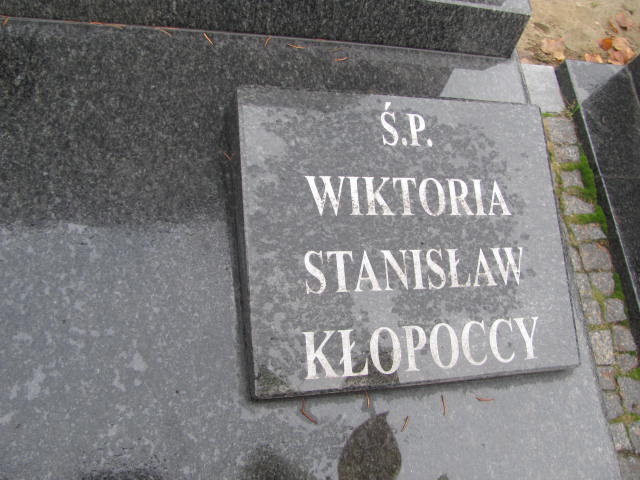 Ś.P.
WIKTORIA
STANISŁAW
KŁOPOCCY